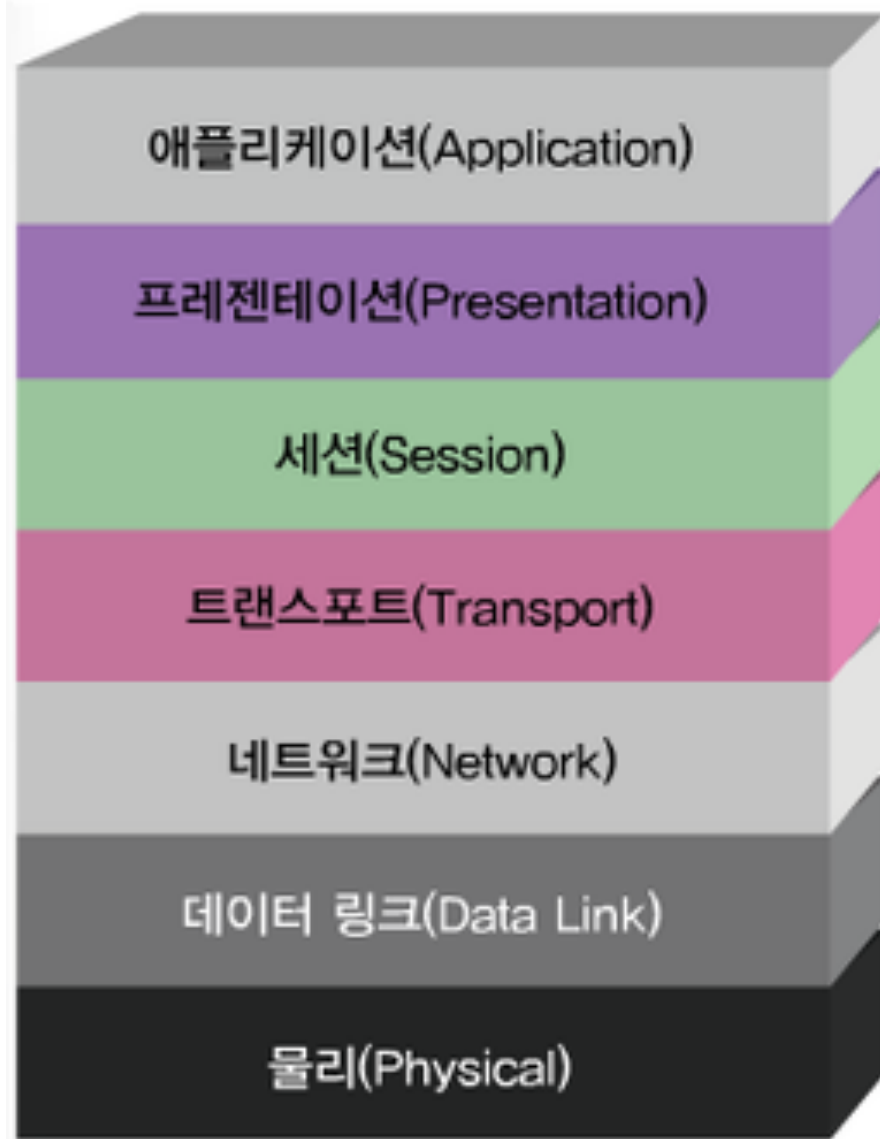 애플리케이션(Application)
프레젠테이션(Presentation)
세션(Session)
트랜스포트(Transport)
네트워크(Network)
데이터 링크(Data Link)
물리(Physical)